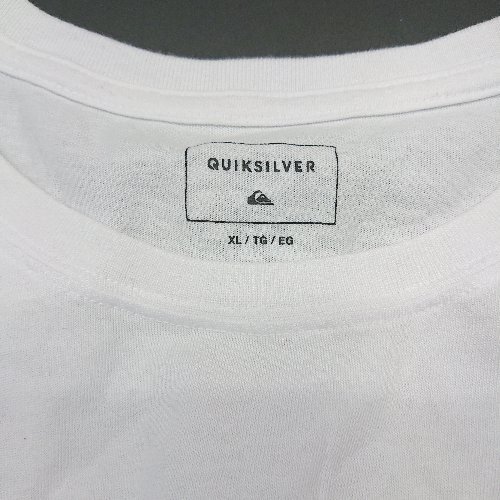 QUIKSILVER
XL / TG / EG